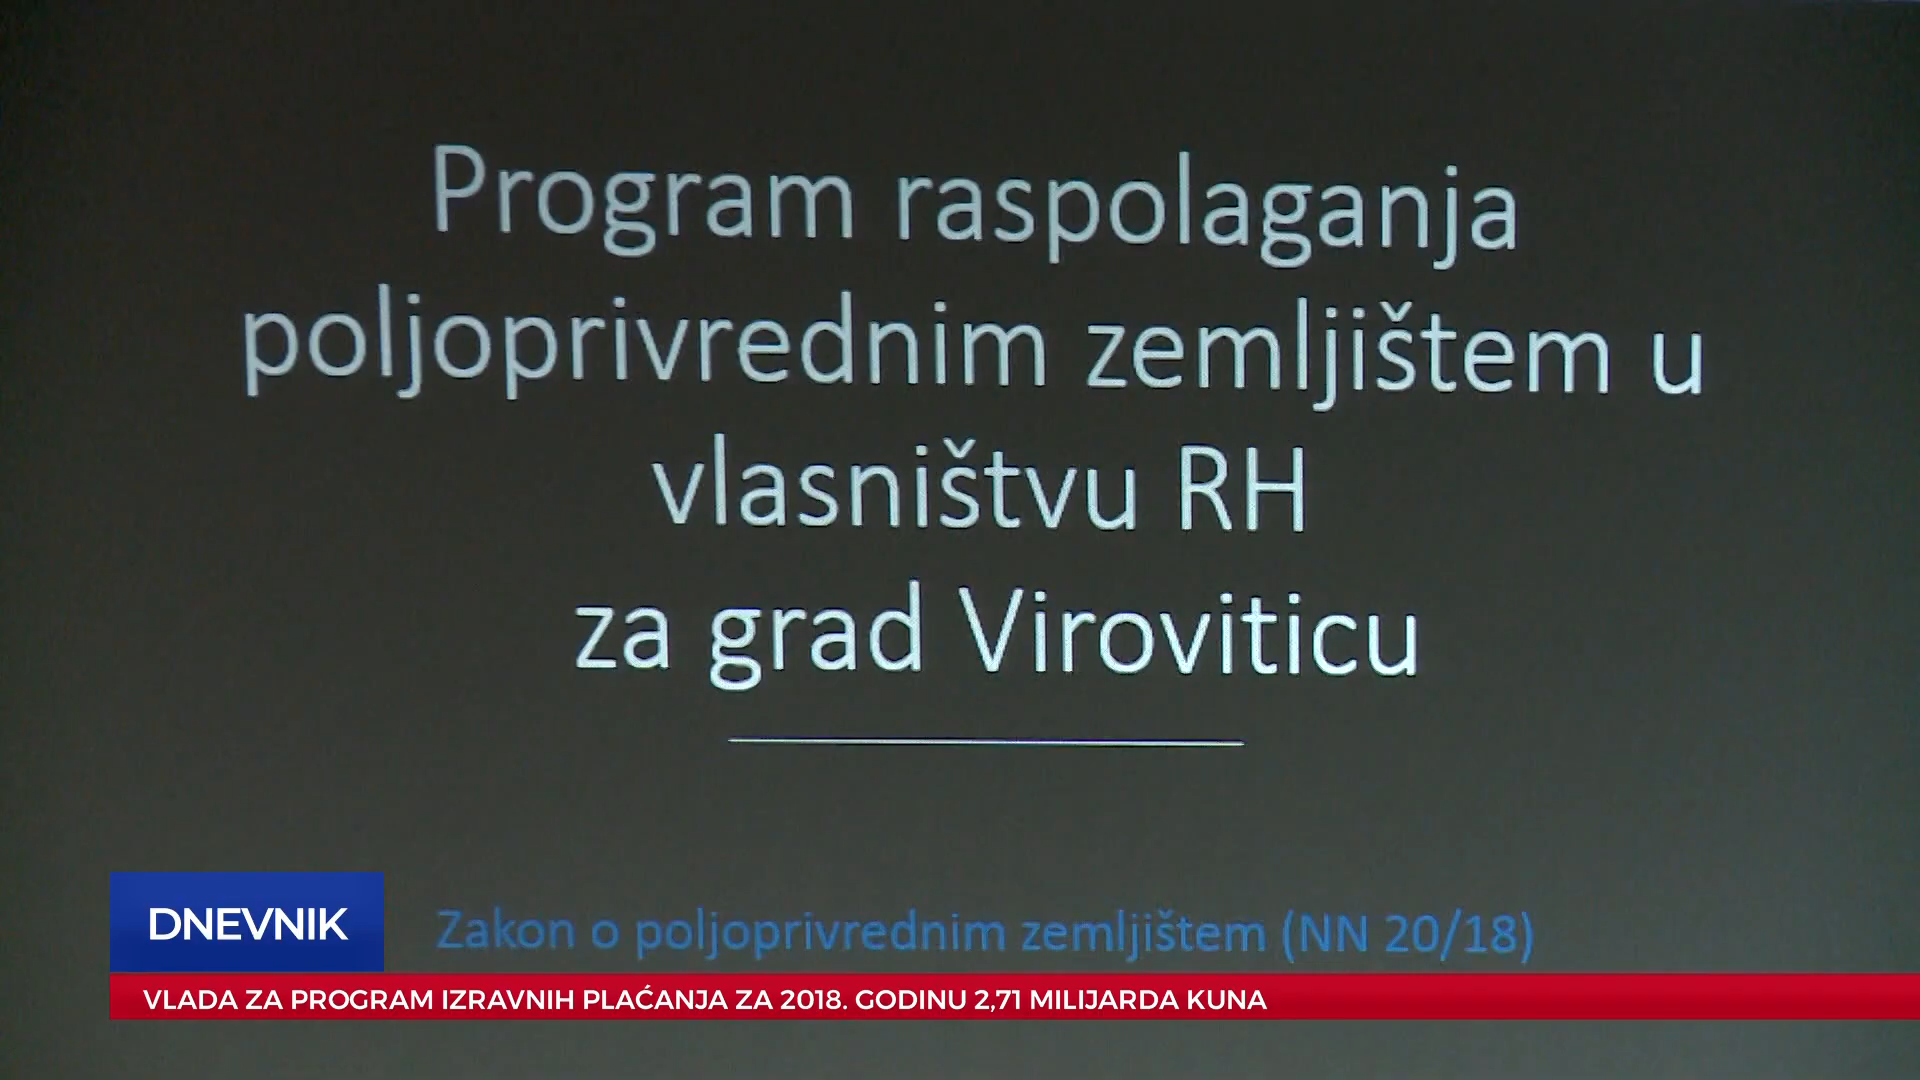 Program raspolaganja
poljoprivrednim zemljištem u
vlasništvu RH
za grad Viroviticu
Zakon o poljoprivrednim zemljištem (NN 20/18)
DNEVNIK
VLADA ZA PROGRAM IZRAVNIH PLAĆANJA ZA 2018. GODINU 2,71 MILIJARDA KUNA